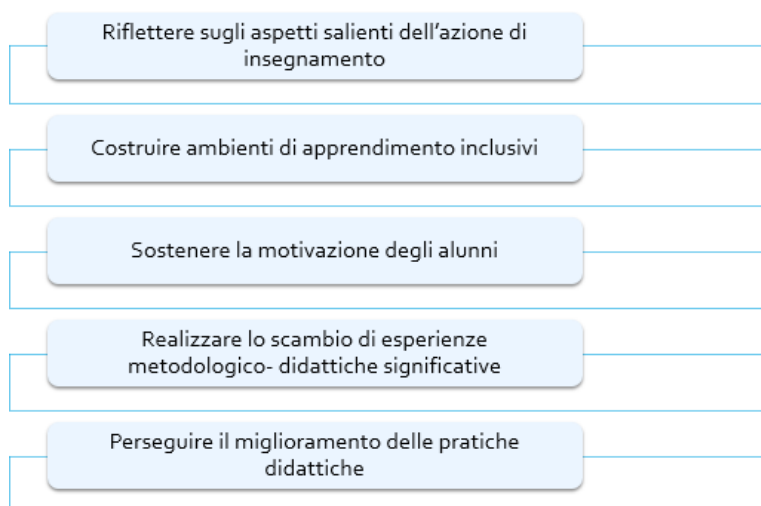 Riflettere sugli aspetti salienti dell’azione di
insegnamento
Costruire ambienti di apprendimento inclusivi
Sostenere la motivazione degli alunni
Realizzare lo scambio di esperienze
metodologico- didattiche significative
Perseguire il miglioramento delle pratiche
didattiche